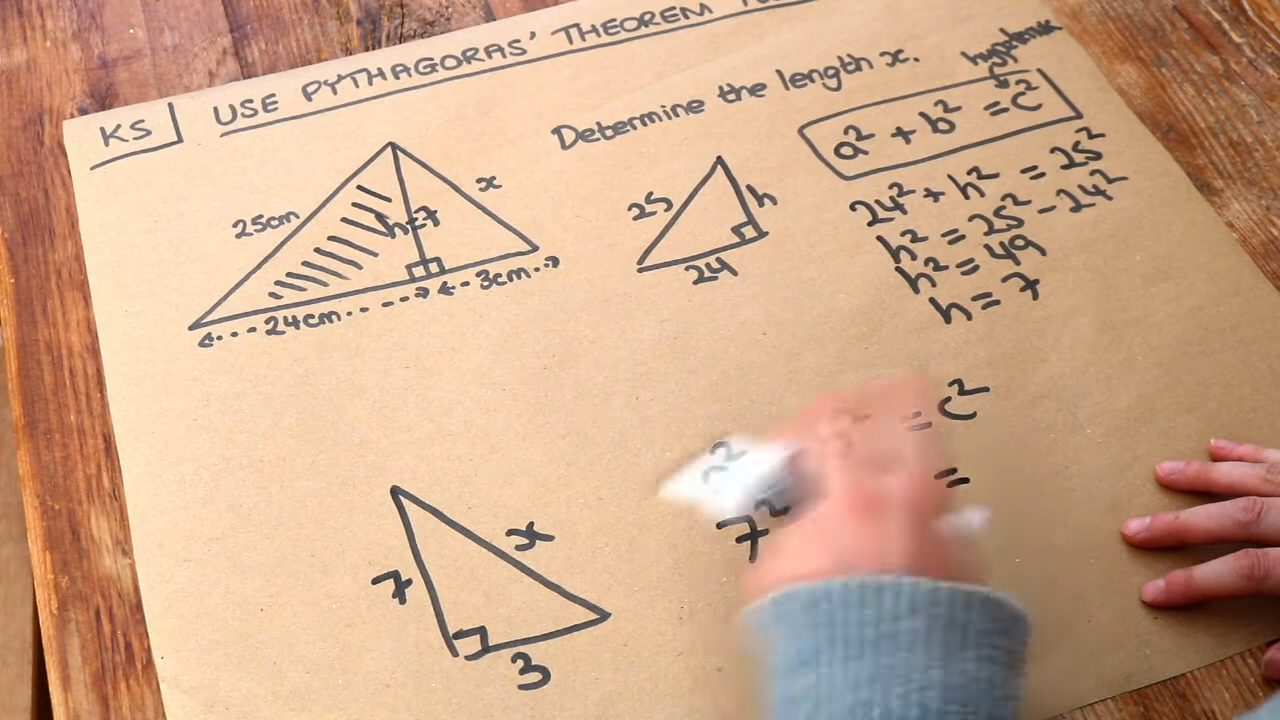 K5
USE PYTHAGORAS' THEOREM
Determine the length x.
hypotenuse
a² + b² = c²
24² + h² = 25²
h² = 25² - 24²
h² = 49
h = 7
25cm
h=7
x
24cm
3cm
25
h
24
= c²
7²
=
7
x
3